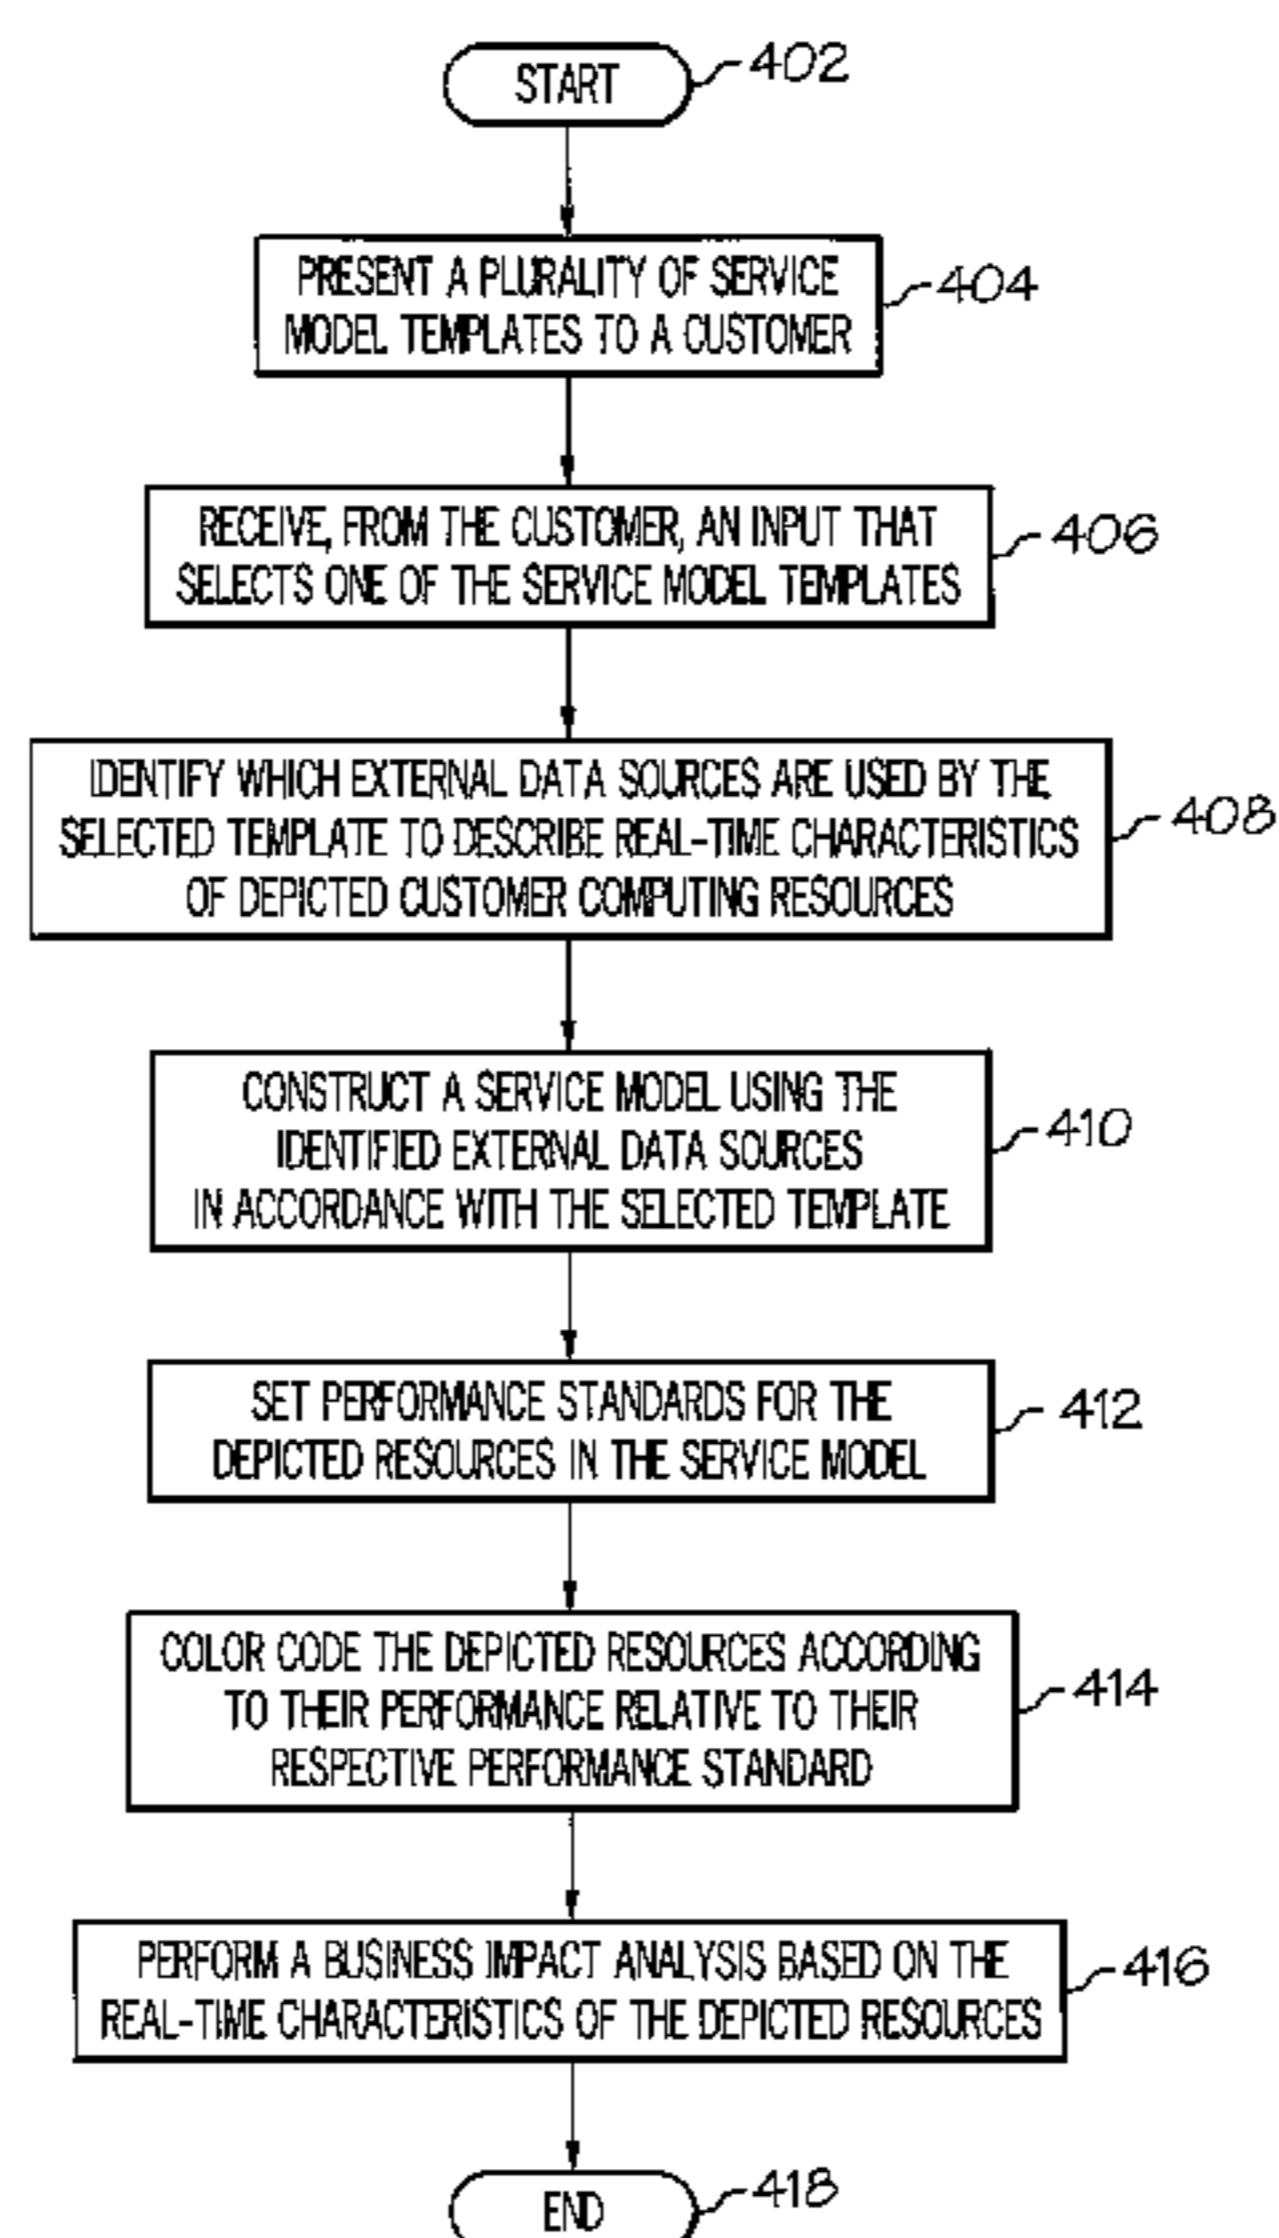 START
402
PRESENT A PLURALITY OF SERVICE
MODEL TEMPLATES TO A CUSTOMER
404
RECEIVE, FROM THE CUSTOMER, AN INPUT THAT
SELECTS ONE OF THE SERVICE MODEL TEMPLATES
406
IDENTIFY WHICH EXTERNAL DATA SOURCES ARE USED BY THE
SELECTED TEMPLATE TO DESCRIBE REAL-TIME CHARACTERISTICS
OF DEPICTED CUSTOMER COMPUTING RESOURCES
408
CONSTRUCT A SERVICE MODEL USING THE
IDENTIFIED EXTERNAL DATA SOURCES
IN ACCORDANCE WITH THE SELECTED TEMPLATE
410
SET PERFORMANCE STANDARDS FOR THE
DEPICTED RESOURCES IN THE SERVICE MODEL
412
COLOR CODE THE DEPICTED RESOURCES ACCORDING
TO THEIR PERFORMANCE RELATIVE TO THEIR
RESPECTIVE PERFORMANCE STANDARD
414
PERFORM A BUSINESS IMPACT ANALYSIS BASED ON THE
REAL-TIME CHARACTERISTICS OF THE DEPICTED RESOURCES
416
END
418